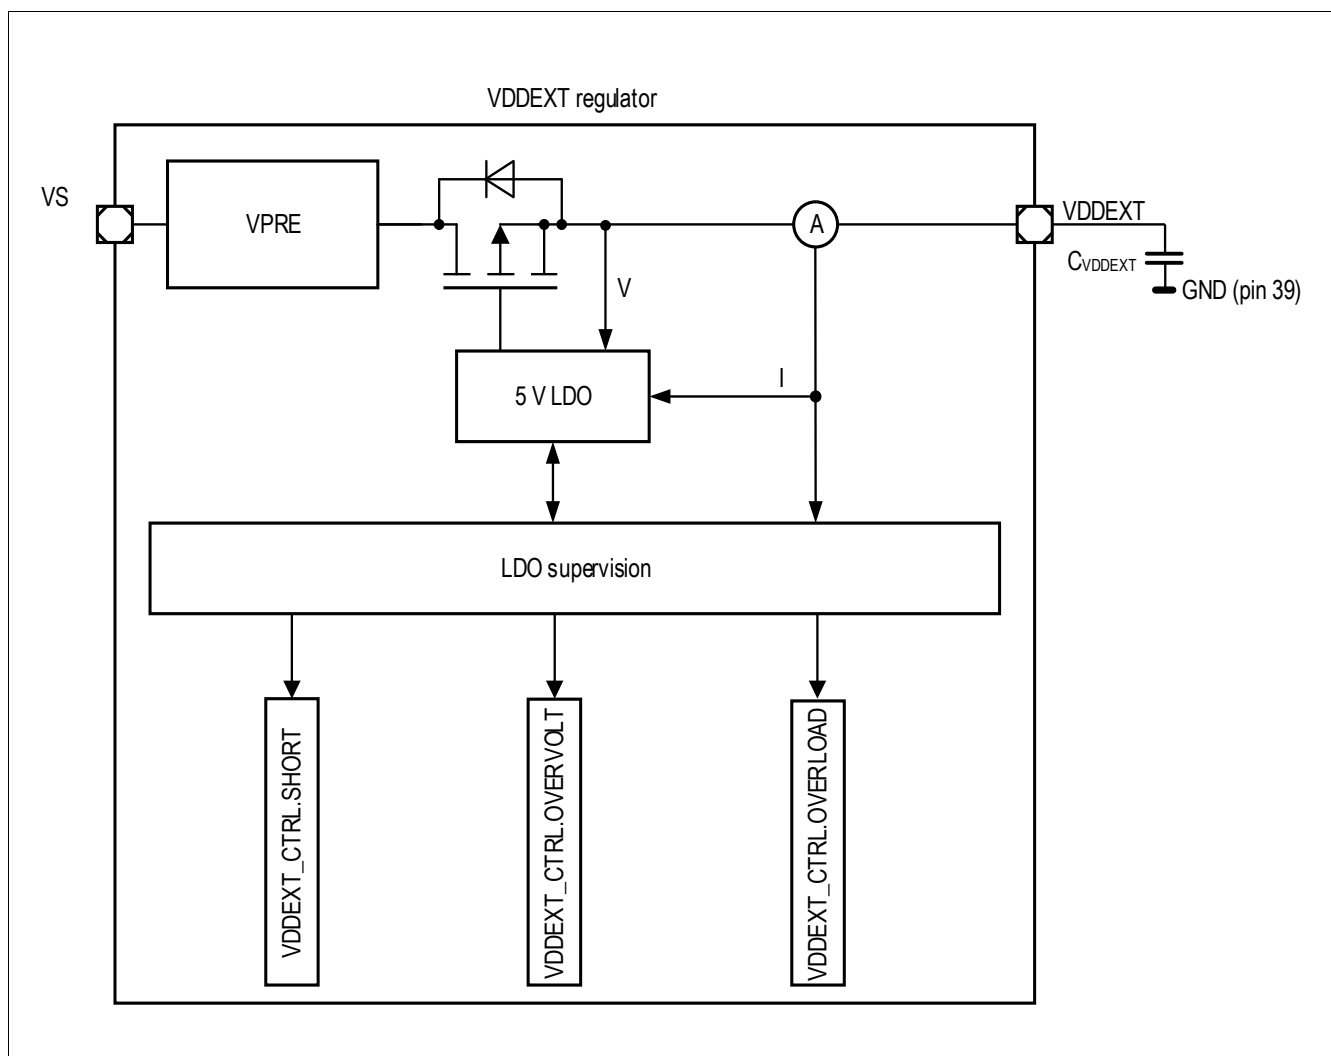 VDDEXT regulator
VS
VPRE
A
VDDEXT
CVDDEXT
GND (pin 39)
V
I
5 V LDO
LDO supervision
VDDEXT_CTRL.SHORT
VDDEXT_CTRL.OVERVOLT
VDDEXT_CTRL.OVERLOAD